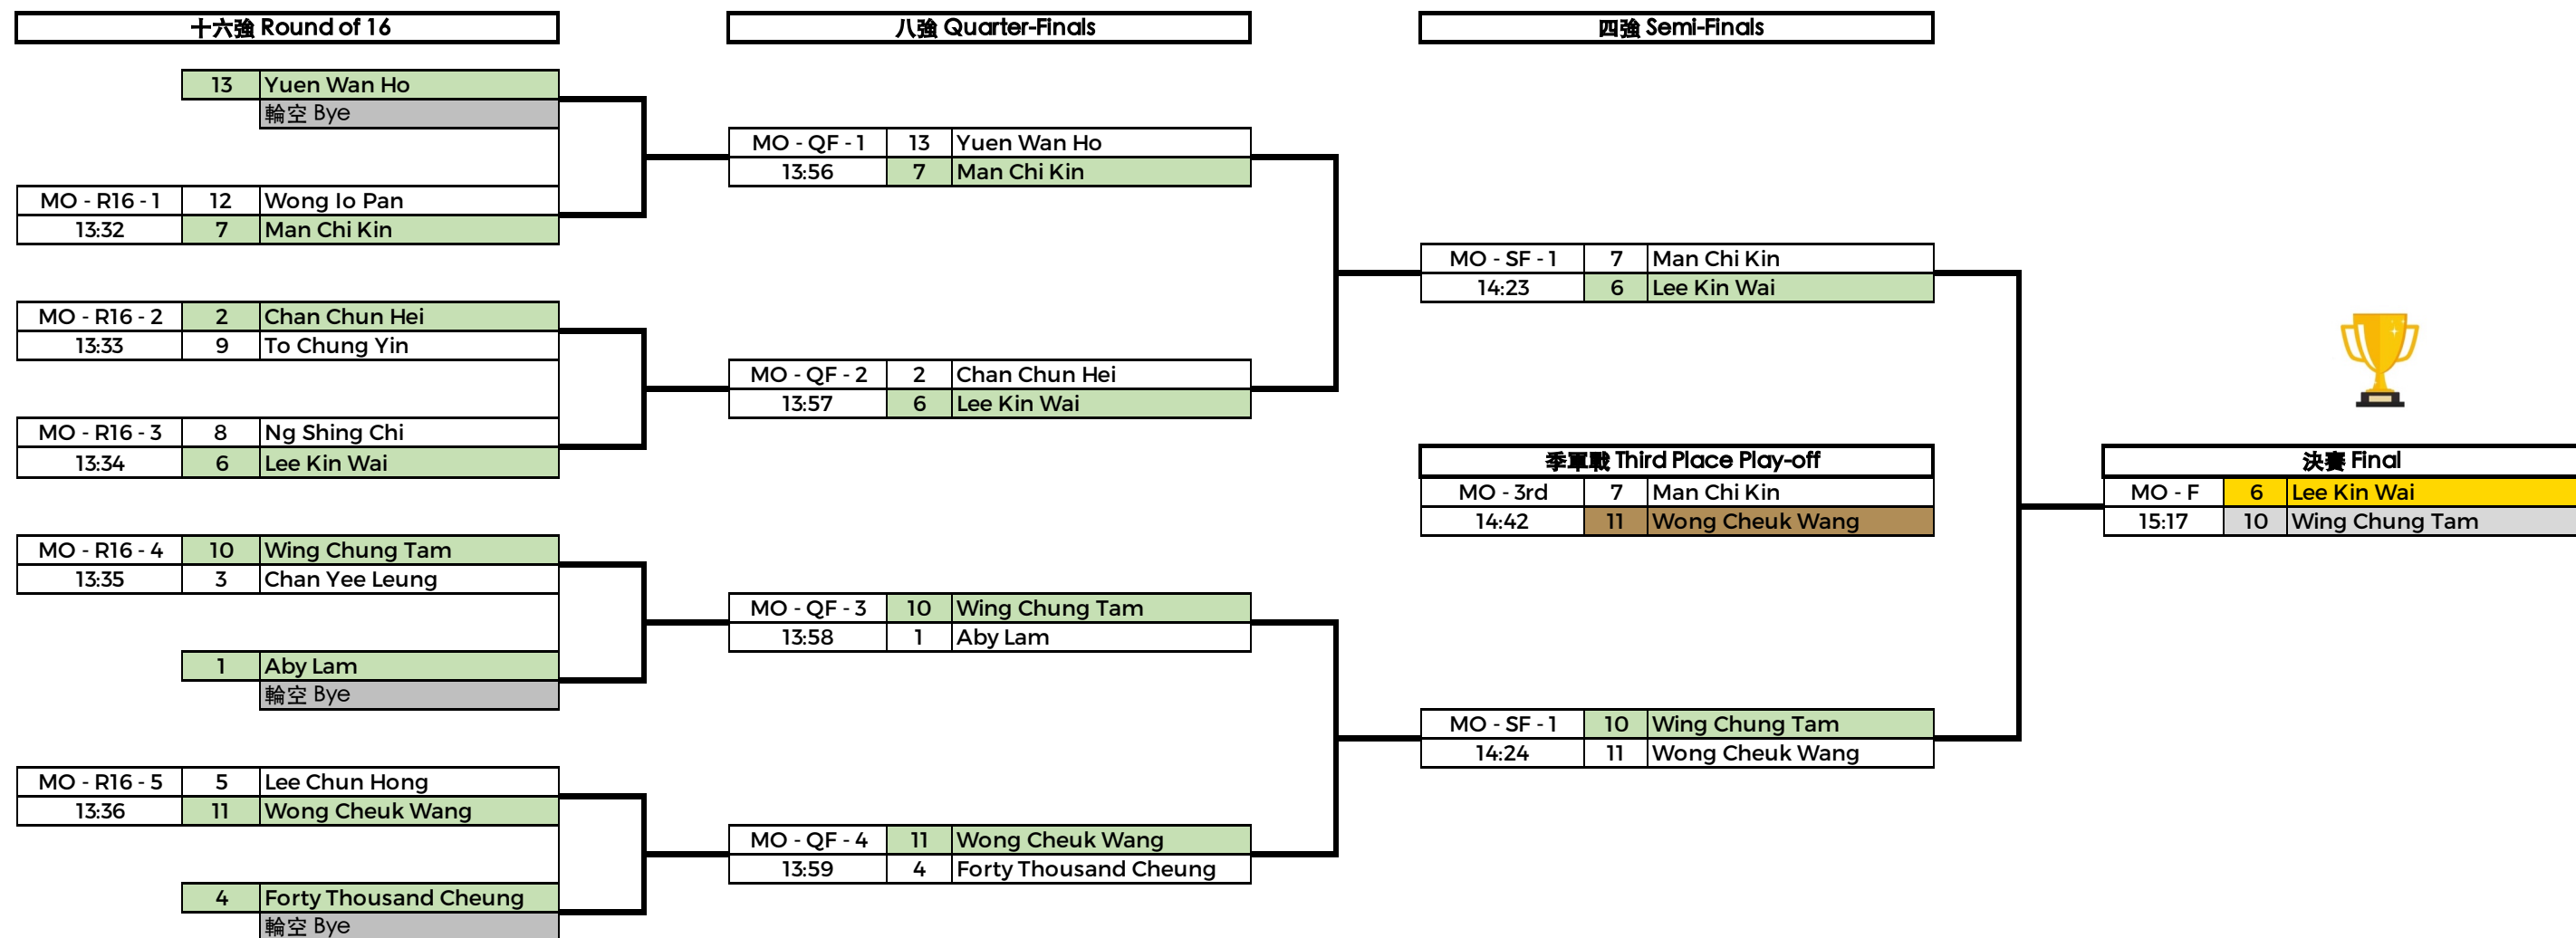 十六強 Round of 16
八強 Quarter-Finals
四強 Semi-Finals
13 Yuen Wan Ho
輪空 Bye
MO - R16 - 1 12 Wong Io Pan
13:32 7 Man Chi Kin
MO - R16 - 2 2 Chan Chun Hei
13:33 9 To Chung Yin
MO - R16 - 3 8 Ng Shing Chi
13:34 6 Lee Kin Wai
MO - R16 - 4 10 Wing Chung Tam
13:35 3 Chan Yee Leung
1 Aby Lam
輪空 Bye
MO - R16 - 5 5 Lee Chun Hong
13:36 11 Wong Cheuk Wang
4 Forty Thousand Cheung
輪空 Bye
MO - QF - 1 13 Yuen Wan Ho
13:56 7 Man Chi Kin
MO - QF - 2 2 Chan Chun Hei
13:57 6 Lee Kin Wai
MO - QF - 3 10 Wing Chung Tam
13:58 1 Aby Lam
MO - QF - 4 11 Wong Cheuk Wang
13:59 4 Forty Thousand Cheung
MO - SF - 1 7 Man Chi Kin
14:23 6 Lee Kin Wai
季軍戰 Third Place Play-off
MO - 3rd 7 Man Chi Kin
14:42 11 Wong Cheuk Wang
MO - SF - 1 10 Wing Chung Tam
14:24 11 Wong Cheuk Wang
決賽 Final
MO - F 6 Lee Kin Wai
15:17 10 Wing Chung Tam